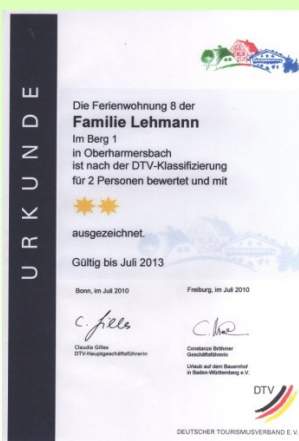 URKUNDE
Die Ferienwohnung 8 der
Familie Lehmann
Im Berg 1
in Oberharmersbach
ist nach der DTV-Klassifizierung
für 2 Personen bewertet und mit
ausgezeichnet.
Gültig bis Juli 2013
Bonn, im Juli 2010
Freiburg, im Juli 2010
C. Gilles
Claudia Gilles
DTV-Hauptgeschäftsführerin
Constanze Bröhmer
Geschäftsführerin
Urlaub auf dem Bauernhof
in Baden-Württemberg e.V.
DTV
DEUTSCHER TOURISMUSVERBAND E.V.